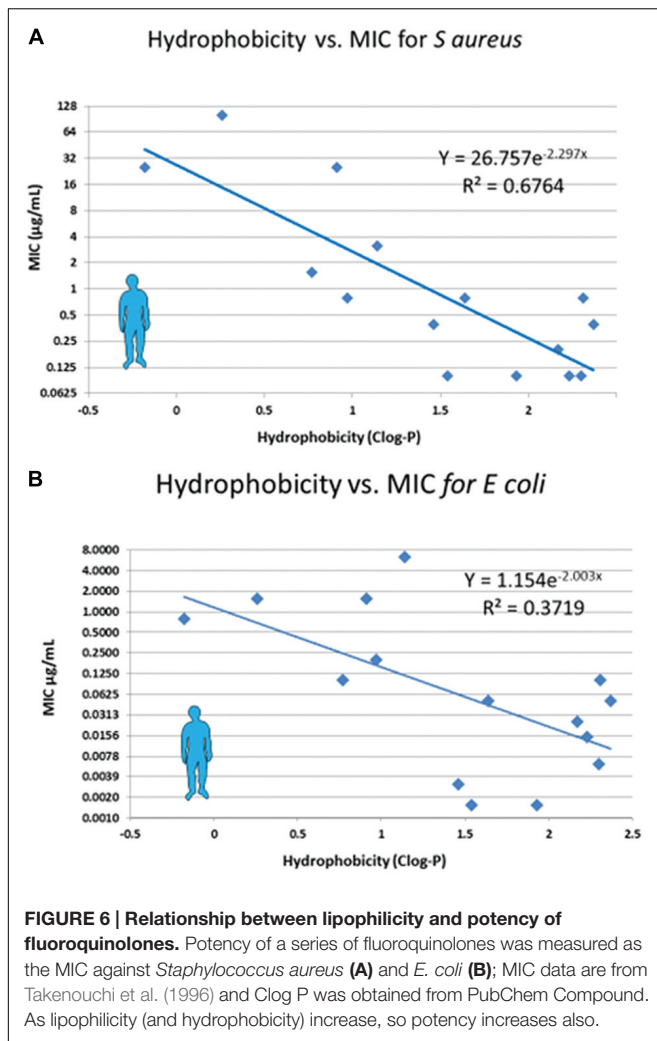 A
Hydrophobicity vs. MIC for S aureus
128
64
32
16
8
4
2
1
0.5
0.25
0.125
0.0625
MIC (µg/mL)
Y = 26.757e-2.297x
R² = 0.6764
-0.5 0 0.5 1 1.5 2
Hydrophobicity (Clog-P)
B
Hydrophobicity vs. MIC for E coli
8.0000
4.0000
2.0000
1.0000
0.5000
0.2500
0.1250
0.0625
0.0313
0.0156
0.0078
0.0039
0.0020
0.0010
MIC µg/mL
Y = 1.154e-2.003x
R² = 0.3719
-0.5 0 0.5 1 1.5 2 2.5
Hydrophobicity (Clog-P)
FIGURE 6 | Relationship between lipophilicity and potency of
fluoroquinolones. Potency of a series of fluoroquinolones was measured as
the MIC against Staphylococcus aureus (A) and E. coli (B); MIC data are from
Takenouchi et al. (1996) and Clog P was obtained from PubChem Compound.
As lipophilicity (and hydrophobicity) increase, so potency increases also.